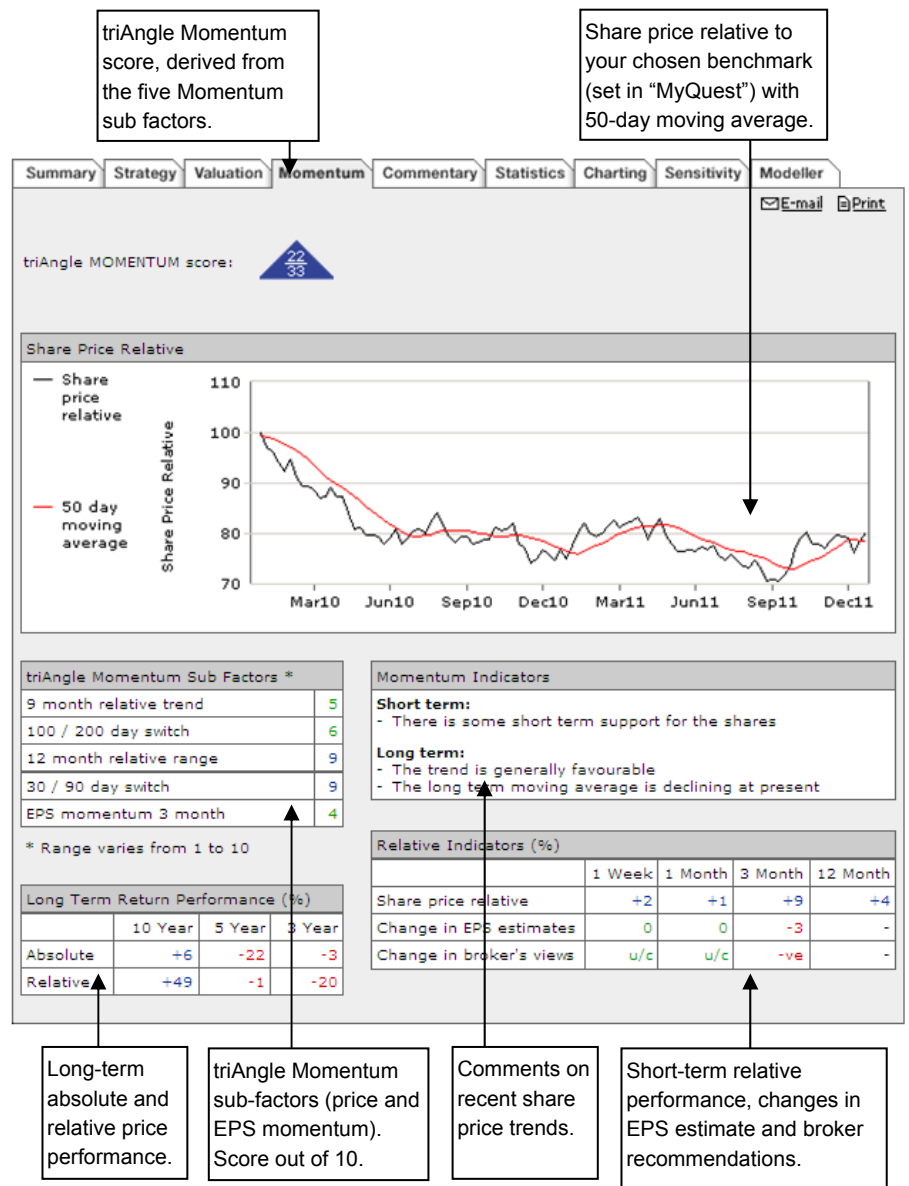 triAngle Momentum
score, derived from
the five Momentum
sub factors.
Share price relative to
your chosen benchmark
(set in “MyQuest”) with
50-day moving average.
Summary Strategy Valuation Momentum Commentary Statistics Charting Sensitivity Modeller
E-mail Print
triAngle MOMENTUM score:
22
33
Share Price Relative
Share
price
relative
50 day
moving
average
Share Price Relative
110
100
90
80
70
Mar10 Jun10 Sep10 Dec10 Mar11 Jun11 Sep11 Dec11
triAngle Momentum Sub Factors *
9 month relative trend 5
100 / 200 day switch 6
12 month relative range 9
30 / 90 day switch 9
EPS momentum 3 month 4
* Range varies from 1 to 10
Momentum Indicators
Short term:
- There is some short term support for the shares
Long term:
- The trend is generally favourable
- The long term moving average is declining at present
Long Term Return Performance (%)
10 Year 5 Year 3 Year
Absolute +6 -22 -3
Relative +49 -1 -20
Relative Indicators (%)
1 Week 1 Month 3 Month 12 Month
Share price relative +2 +1 +9 +4
Change in EPS estimates 0 0 -3 -
Change in broker's views u/c u/c -ve -
Long-term
absolute and
relative price
performance.
triAngle Momentum
sub-factors (price and
EPS momentum).
Score out of 10.
Comments on
recent share
price trends.
Short-term relative
performance, changes in
EPS estimate and broker
recommendations.